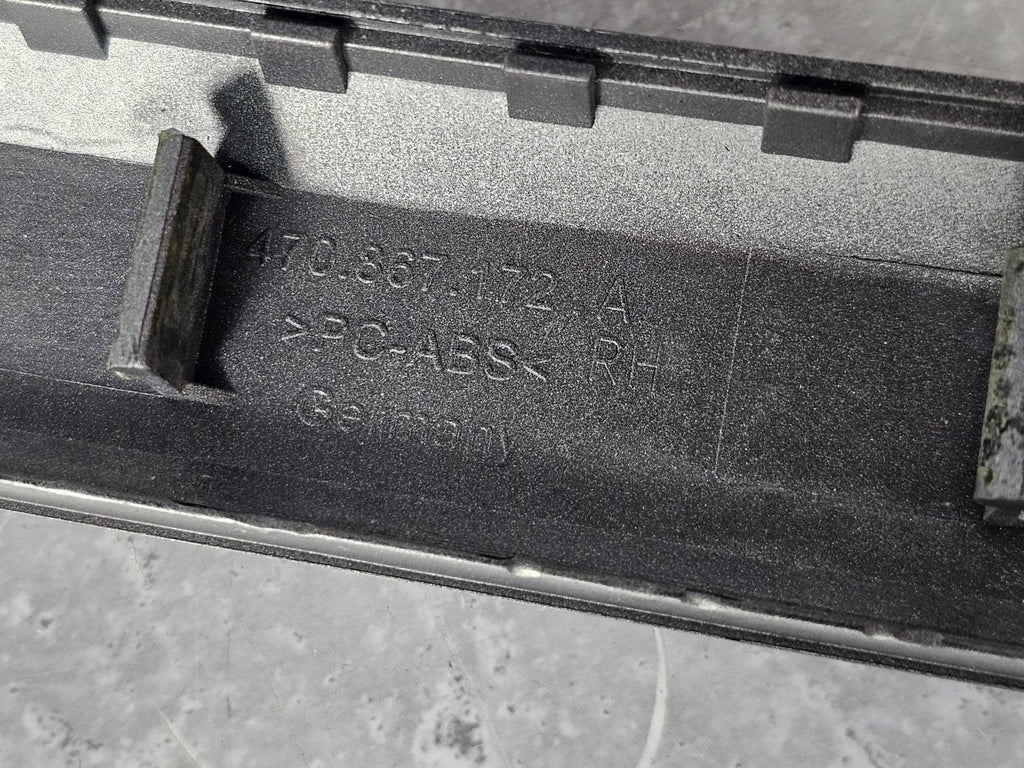 470.867.172.A
>PC-ABS< RH
Germany